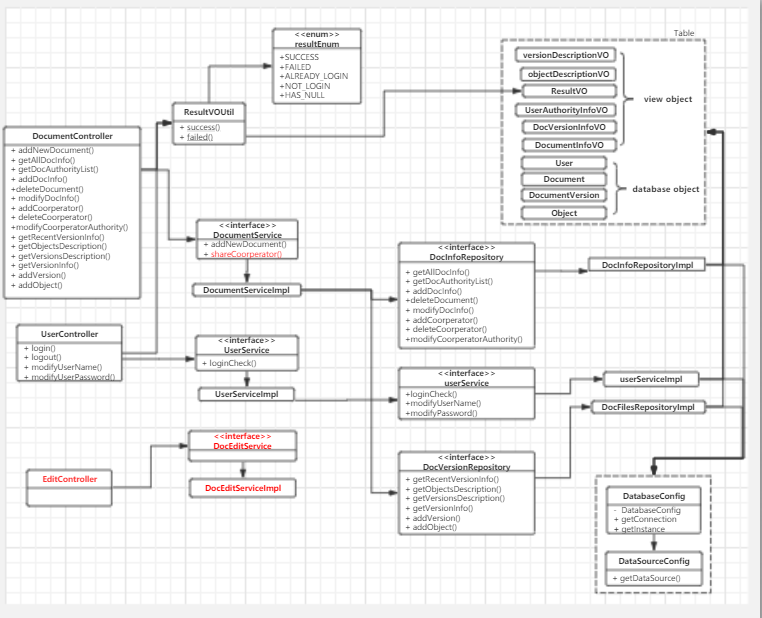 <<enum>>
resultEnum
+SUCCESS
+FAILED
+ALREADY_LOGIN
+NOT_LOGIN
+HAS_NULL
Table
versionDescriptionVO
objectDescriptionVO
ResultVO
UserAuthorityInfoVO
DocVersionInfoVO
DocumentInfoVO
view object
User
Document
DocumentVersion
Object
database object
ResultVOUtil
+ success()
+ failed()
DocumentController
+ addNewDocument()
+ getAllDocInfo()
+ getDocAuthorityList()
+ addDocInfo()
+deleteDocument()
+ modifyDocInfo()
+ addCoorperator()
+ deleteCoorperator()
+modifyCoorperatorAuthority()
+ getRecentVersionInfo()
+ getObjectsDescription()
+ getVersionsDescription()
+ getVersionInfo()
+ addVersion()
+ addObject()
<<interface>>
DocumentService
+ addNewDocument()
+ shareCoorperator()
DocumentServiceImpl
<<interface>>
DocInfoRepository
+ getAllDocInfo()
+ getDocAuthorityList()
+ addDocInfo()
+deleteDocument()
+ modifyDocInfo()
+ addCoorperator()
+ deleteCoorperator()
+modifyCoorperatorAuthority()
DocInfoRepositoryImpl
UserController
+ login()
+ logout()
+ modifyUserName()
+ modifyUserPassword()
<<interface>>
UserService
+ loginCheck()
UserServiceImpl
<<interface>>
userService
+loginCheck()
+modifyUserName()
+modifyPassword()
userServiceImpl
DocFilesRepositoryImpl
<<interface>>
DocEditService
EditController
DocEditServiceImpl
<<interface>>
DocVersionRepository
+ getRecentVersionInfo()
+ getObjectsDescription()
+ getVersionsDescription()
+ getVersionInfo()
+ addVersion()
+ addObject()
DatabaseConfig
- DatabaseConfig
+ getConnection
+ getInstance
DataSourceConfig
+ getDataSource()